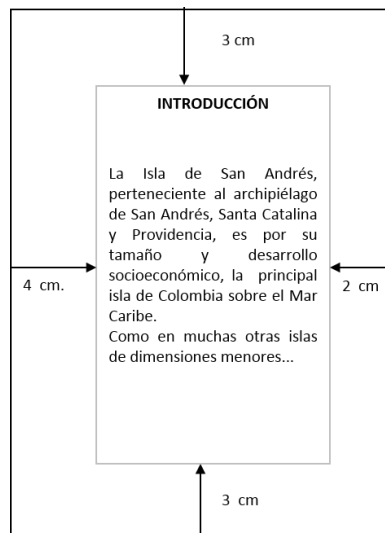 3 cm
INTRODUCCIÓN
La Isla de San Andrés,
perteneciente al archipiélago
de San Andrés, Santa Catalina
y Providencia, es por su
tamaño y desarrollo
socioeconómico, la principal
isla de Colombia sobre el Mar
Caribe.
Como en muchas otras islas
de dimensiones menores...
4 cm.
2 cm
3 cm